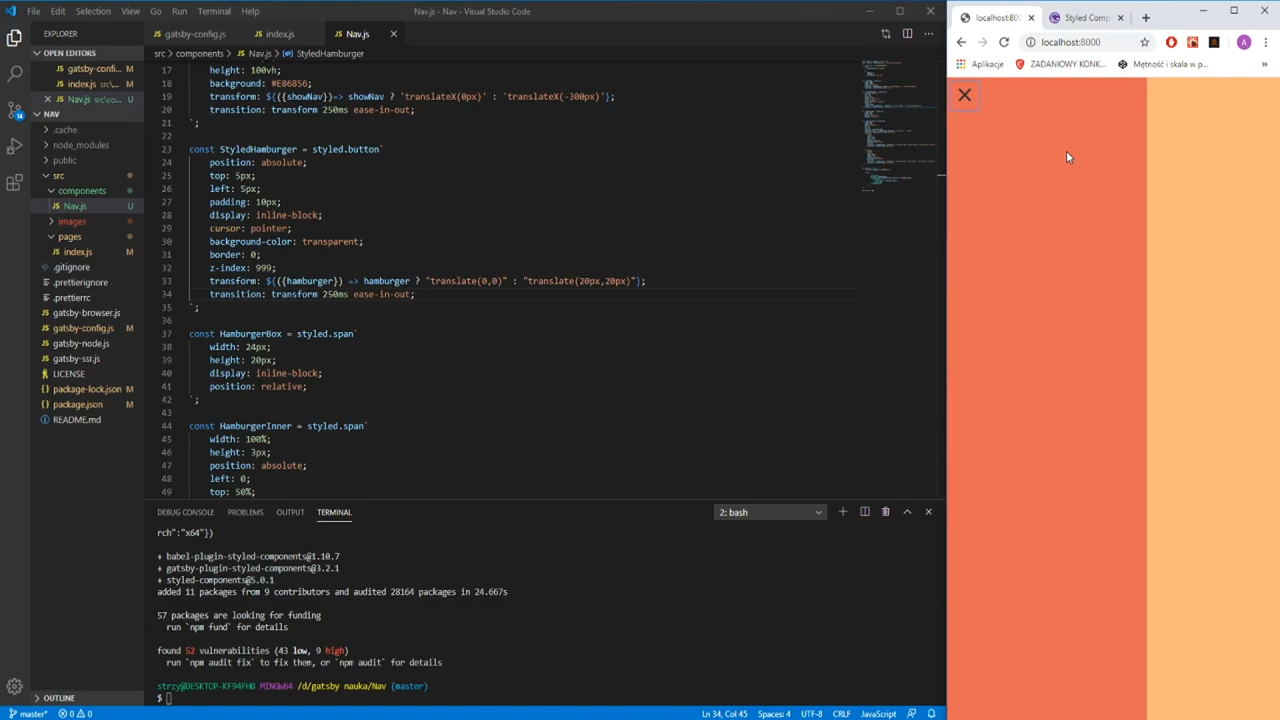 File Edit Selection View Go Run Terminal Help
Nav.js - Nav - Visual Studio Code
EXPLORER
OPEN EDITORS
gatsby-confi...
index.js src\...
Nav.js src\co... U
NAV
.cache
node_modules
public
src
components
Nav.js U
images
pages
index.js M
.gitignore
.prettierignore
.prettierrc
gatsby-browser.js
gatsby-config.js M
gatsby-node.js
gatsby-ssr.js
LICENSE
package-lock.json M
package.json M
README.md
OUTLINE
gatsby-config.js index.js Nav.js
src > components > Nav.js > StyledHamburger
17 height: 100vh;
18 background: #E86856;
19 transform: ${({showNav})=> showNav ? 'translateX(0px)' : 'translateX(-300px)'};
20 transition: transform 250ms ease-in-out;
21 `;
22
23 const StyledHamburger = styled.button`
24 position: absolute;
25 top: 5px;
26 left: 5px;
27 padding: 10px;
28 display: inline-block;
29 cursor: pointer;
30 background-color: transparent;
31 border: 0;
32 z-index: 999;
33 transform: ${({hamburger}) => hamburger ? "translate(0,0)" : "translate(20px,20px)"};
34 transition: transform 250ms ease-in-out;
35 `;
36
37 const HamburgerBox = styled.span`
38 width: 24px;
39 height: 20px;
40 display: inline-block;
41 position: relative;
42 `;
43
44 const HamburgerInner = styled.span`
45 width: 100%;
46 height: 3px;
47 position: absolute;
48 left: 0;
49 top: 50%;
DEBUG CONSOLE PROBLEMS OUTPUT TERMINAL
2: bash
rch":"x64"})
+ babel-plugin-styled-components@1.10.7
+ gatsby-plugin-styled-components@3.2.1
+ styled-components@5.0.1
added 11 packages from 9 contributors and audited 28164 packages in 24.667s
57 packages are looking for funding
run `npm fund` for details
found 52 vulnerabilities (43 low, 9 high)
run `npm audit fix` to fix them, or `npm audit` for details
strzy@DESKTOP-KF94FHB MINGW64 /d/gatsby nauka/Nav (master)
$
master* 0 0
Ln 34, Col 45 Spaces: 4 UTF-8 CRLF JavaScript
localhost:800 Styled Comp
localhost:8000
A
Aplikacje ZADANIOWY KONK... Mętność i skala w p... »